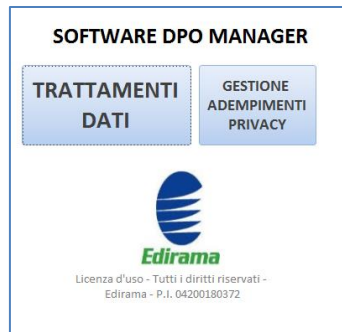 SOFTWARE DPO MANAGER
TRATTAMENTI
DATI
GESTIONE
ADEMPIMENTI
PRIVACY
Edirama
Licenza d'uso - Tutti i diritti riservati -
Edirama - P.I. 04200180372